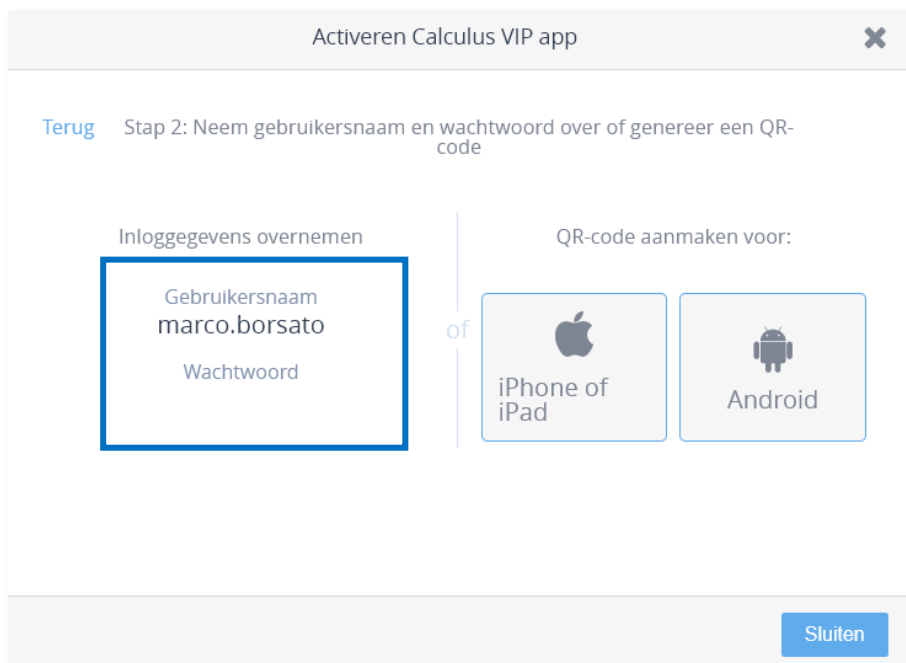 Activeren Calculus VIP app
Terug
Stap 2: Neem gebruikersnaam en wachtwoord over of genereer een QR-
code
Inloggegevens overnemen
Gebruikersnaam
marco.borsato
Wachtwoord
of
QR-code aanmaken voor:
iPhone of
iPad
Android
Sluiten